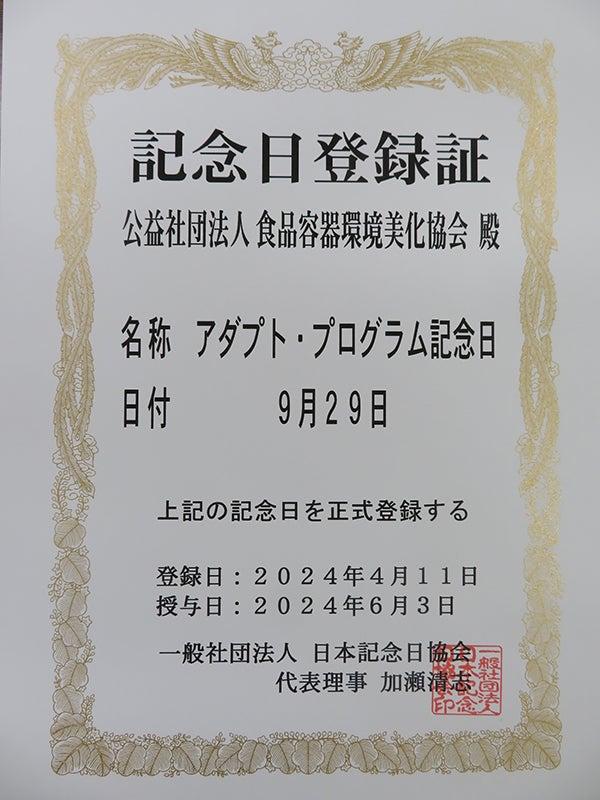 記念日登録証
公益社団法人 食品容器環境美化協会 殿
名称 アダプト・プログラム記念日
日付 9月29日
上記の記念日を正式登録する
登録日：２０２４年４月１１日
授与日：２０２４年６月３日
一般社団法人 日本記念日協会
代表理事 加瀬清志